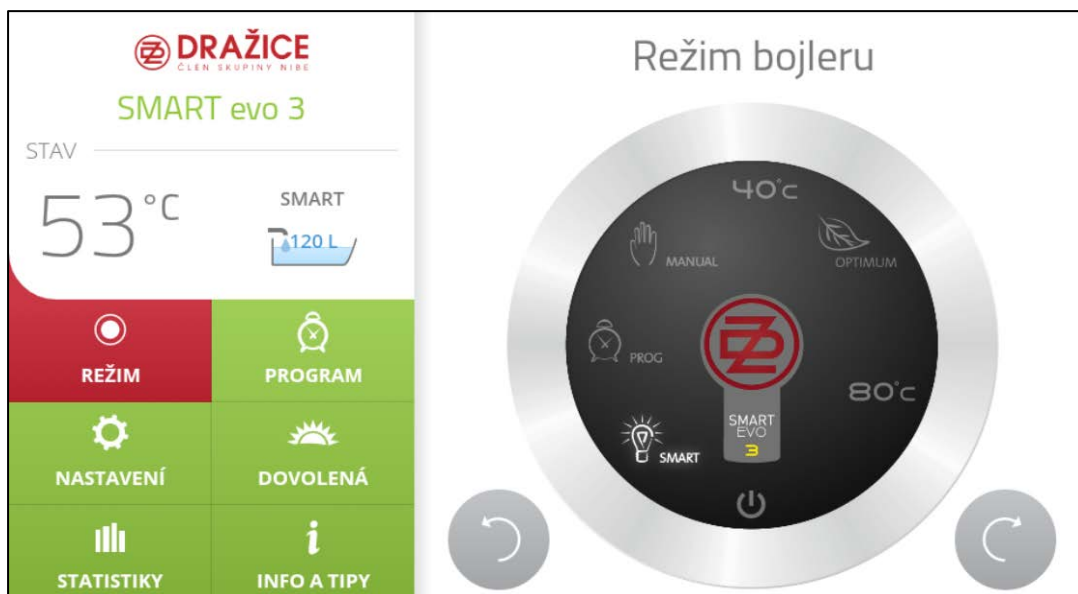 DRAŽICE
ČLEN SKUPINY NIBE
SMART evo 3
STAV
53 °C
SMART
120 L
REŽIM
PROGRAM
NASTAVENÍ
DOVOLENÁ
STATISTIKY
INFO A TIPY
Režim bojleru
40°C
MANUAL
OPTIMUM
PROG
80°C
SMART
SMART
EVO
3